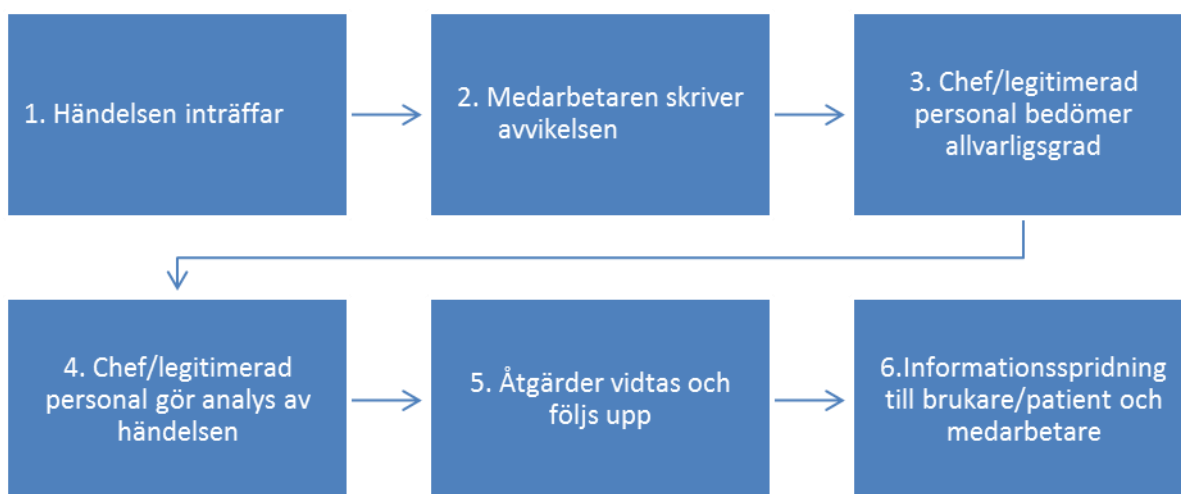 1. Händelsen inträffar
2. Medarbetaren skriver
avvikelsen
3. Chef/legitimerad
personal bedömer
allvarligsgrad
4. Chef/legitimerad
personal gör analys av
händelsen
5. Åtgärder vidtas och
följs upp
6.Informationsspridning
till brukare/patient och
medarbetare